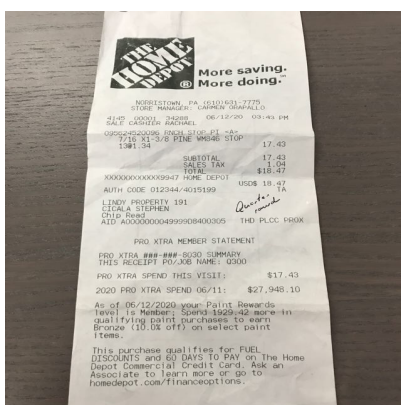 THE
HOME
DEPOT
®
More saving.
More doing.™
NORRISTOWN, PA (610)631-7775
STORE MANAGER: CARMEN ORAPALLO
4145 00001 34288 06/12/20 03:43 PM
SALE CASHIER RACHAEL
095524520096 RNCH STOP PI <A>
7/16 X1-3/8 PINE WM846 STOP
13@1.34 17.43
SUBTOTAL 17.43
SALES TAX 1.04
TOTAL $18.47
XXXXXXXXXXXX9947 HOME DEPOT
USD$ 18.47
AUTH CODE 012344/4015199 TA
LINDY PROPERTY 191
CICALA STEPHEN
Quarter
round
Chip Read
AID A0000000049999D8400305 THD PLCC PROX
PRO XTRA MEMBER STATEMENT
PRO XTRA ###-###-8030 SUMMARY
THIS RECEIPT PO/JOB NAME: Q300
PRO XTRA SPEND THIS VISIT: $17.43
2020 PRO XTRA SPEND 06/11: $27,948.10
As of 06/12/2020 your Paint Rewards
level is Member; Spend 1929.42 more in
qualifying paint purchases to earn
Bronze (10.0% off) on select paint
items.
This purchase qualifies for FUEL
DISCOUNTS and 60 DAYS TO PAY on The Home
Depot Commercial Credit Card. Ask an
Associate to learn more or go to
homedepot.com/financeoptions.